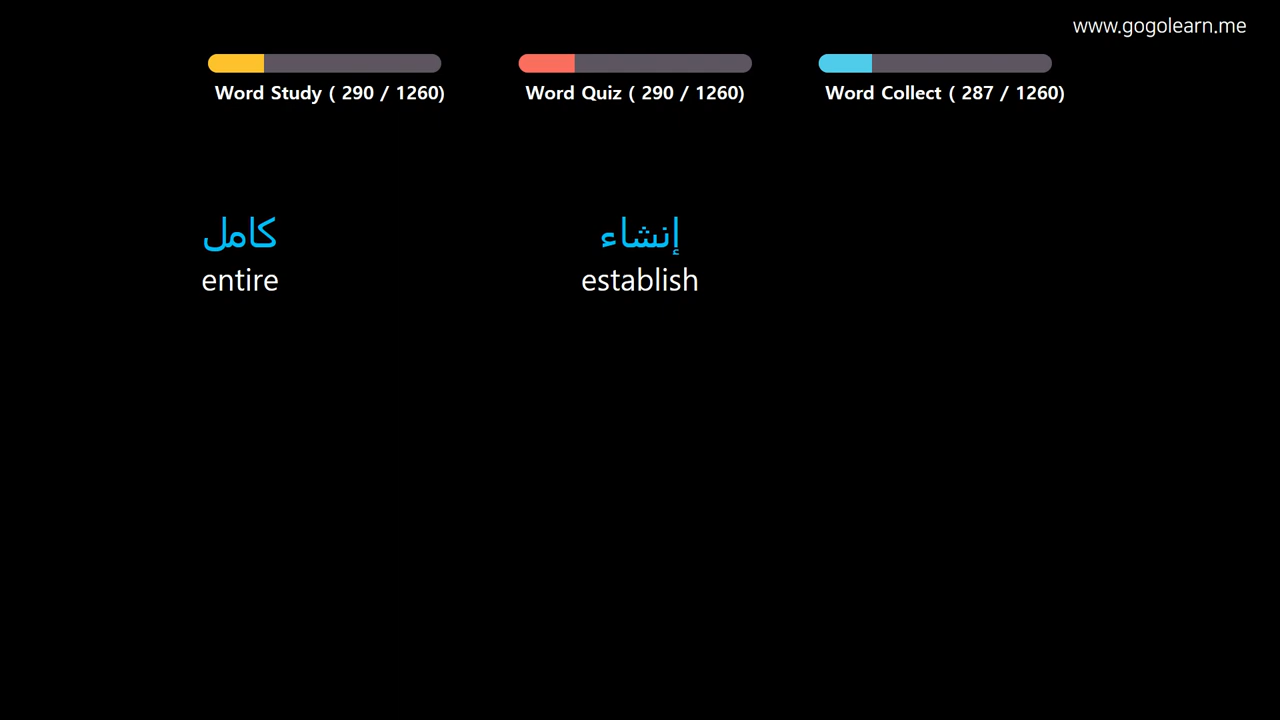 www.gogolearn.me
Word Study ( 290 / 1260)
Word Quiz ( 290 / 1260)
Word Collect ( 287 / 1260)
كامل
entire
إنشاء
establish